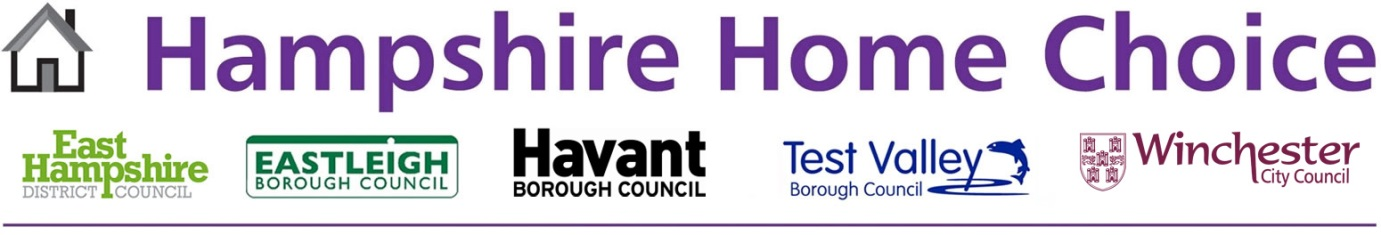 Hampshire Home Choice
East
Hampshire
DISTRICT COUNCIL
EASTLEIGH
BOROUGH COUNCIL
Havant
BOROUGH COUNCIL
Test Valley
Borough Council
Winchester
City Council